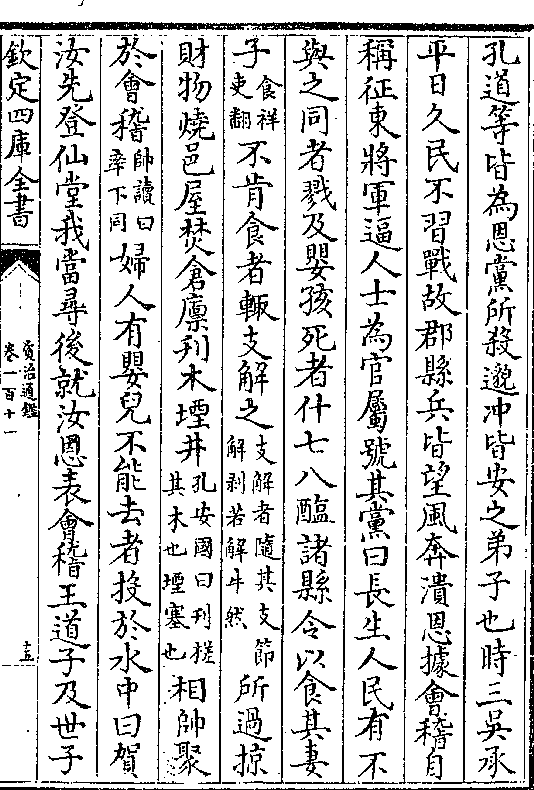 孔道等皆為恩黨所殺邈冲皆安之弟子也時三吳承
平日久民不習戰故郡縣兵皆望風奔潰恩據會稽自
稱征東將軍逼人士為官屬號其黨曰長生人民有不
與之同者戮及嬰孩死者什七八醢諸縣令以食其妻
子食祥吏翻不肯食者輒支解之支解者隨其支節解剥若解牛然所過掠
財物燒邑屋焚倉廪刋木堙井孔安國曰刋槎其木也堙塞也相帥聚
於會稽帥讀曰率下同婦人有嬰兒不能去者投於水中曰賀
汝先登仙堂我當尋後就汝恩表會稽王道子及世子
欽定四庫全書
資治通鑑
卷一百十一
十五